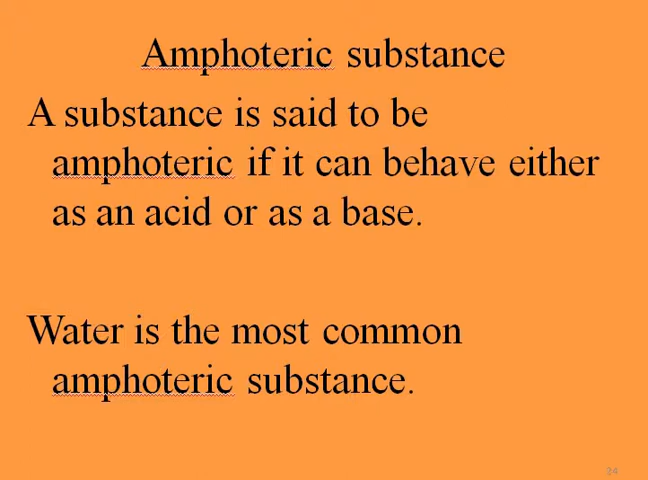 Amphoteric substance
A substance is said to be
amphoteric if it can behave either
as an acid or as a base.
Water is the most common
amphoteric substance.
24